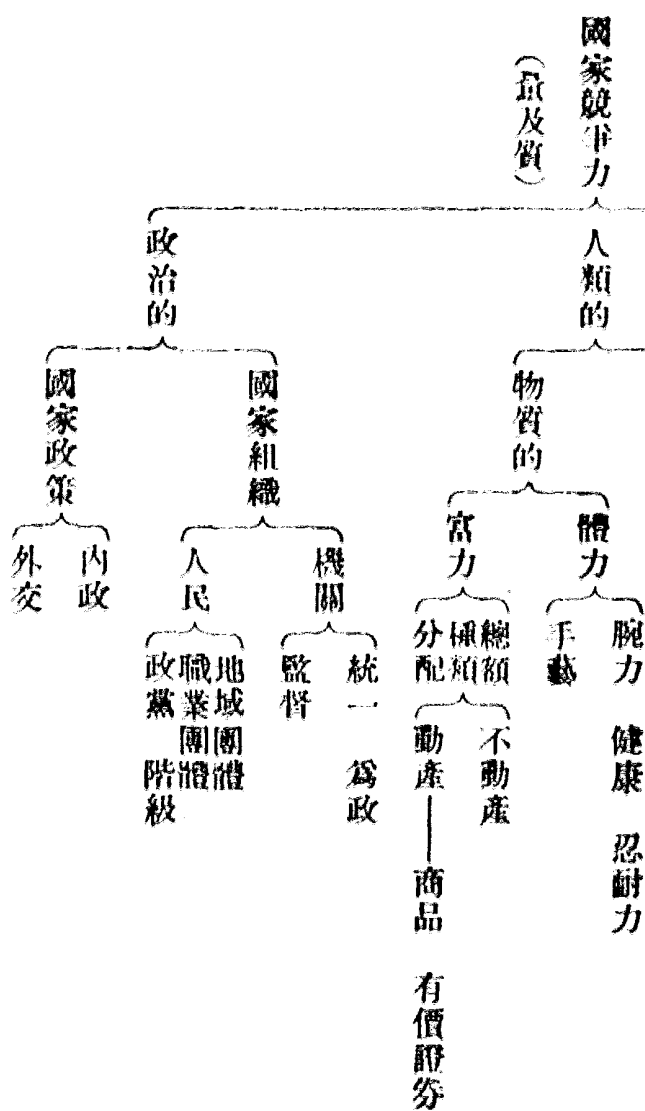 國家競爭力
(量及質)
人類的
物質的
體力
腕力 健康 忍耐力
手藝
富力
總額
種類
分配
不動產
動產——商品 有價證券
政治的
國家組織
機關
統一 爲政
監督
人民
地域團體
職業團體
政黨 階級
國家政策
內政
外交